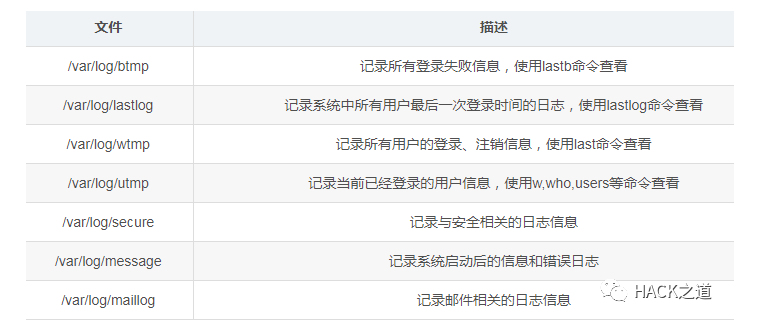 文件 描述
/var/log/btmp 记录所有登录失败信息，使用lastb命令查看
/var/log/lastlog 记录系统中所有用户最后一次登录时间的日志，使用lastlog命令查看
/var/log/wtmp 记录所有用户的登录、注销信息，使用last命令查看
/var/log/utmp 记录当前已经登录的用户信息，使用w,who,users等命令查看
/var/log/secure 记录与安全相关的日志信息
/var/log/message 记录系统启动后的信息和错误日志
/var/log/maillog 记录邮件相关的日志信息
HACK之道